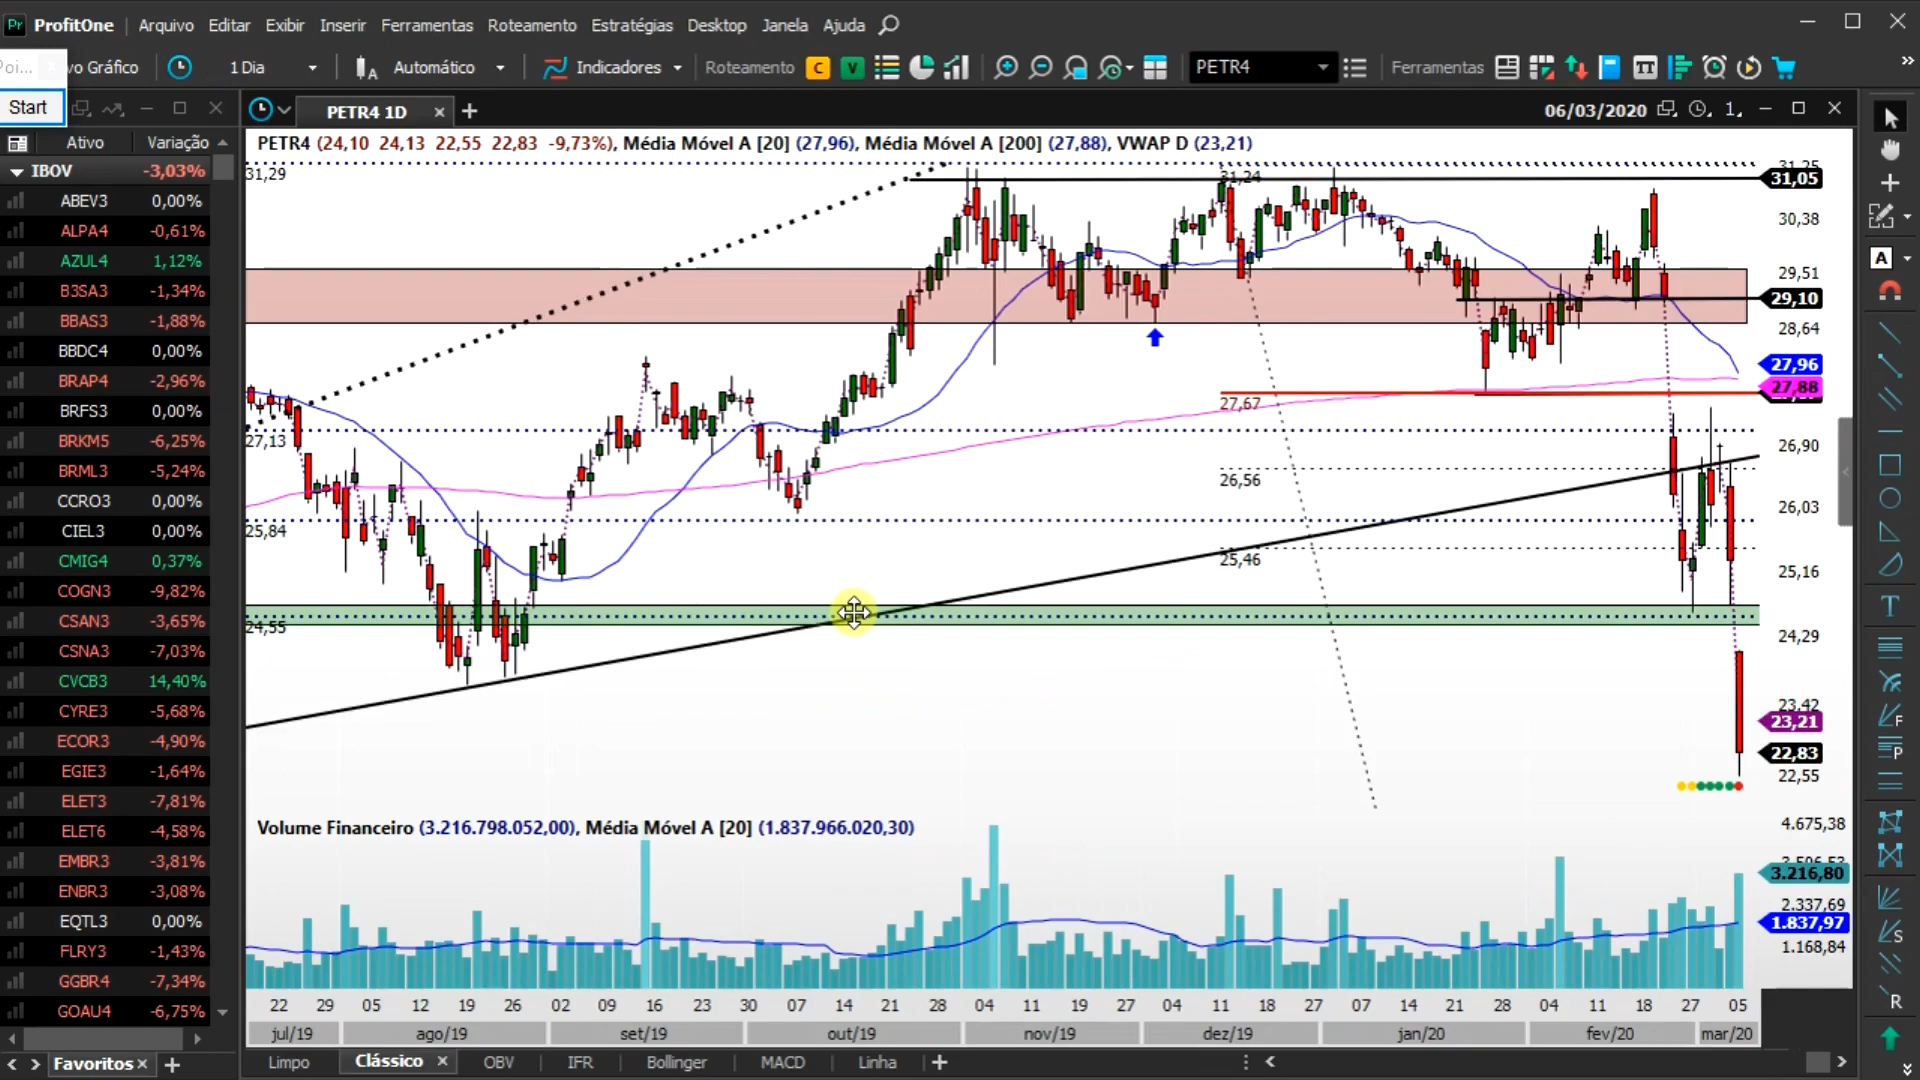 ProfitOne Arquivo Editar Exibir Inserir Ferramentas Roteamento Estratégias Desktop Janela Ajuda
vo Gráfico 1 Dia Automático Indicadores Roteamento C V PETR4 Ferramentas
Start
PETR4 1D 06/03/2020 1
Ativo Variação
IBOV -3,03%
ABEV3 0,00%
ALPA4 -0,61%
AZUL4 1,12%
B3SA3 -1,34%
BBAS3 -1,88%
BBDC4 0,00%
BRAP4 -2,96%
BRFS3 0,00%
BRKM5 -6,25%
BRML3 -5,24%
CCRO3 0,00%
CIEL3 0,00%
CMIG4 0,37%
COGN3 -9,82%
CSAN3 -3,65%
CSNA3 -7,03%
CVCB3 14,40%
CYRE3 -5,68%
ECOR3 -4,90%
EGIE3 -1,64%
ELET3 -7,81%
ELET6 -4,58%
EMBR3 -3,81%
ENBR3 -3,08%
EQTL3 0,00%
FLRY3 -1,43%
GGBR4 -7,34%
GOAU4 -6,75%
Favoritos
PETR4 (24,10 24,13 22,55 22,83 -9,73%), Média Móvel A [20] (27,96), Média Móvel A [200] (27,88), VWAP D (23,21)
31,29
31,24
31,05
30,38
29,51
29,10
28,64
27,96
27,88
27,67
27,13
26,90
26,56
26,03
25,84
25,46
25,16
24,55
24,29
23,42
23,21
22,83
22,55
Volume Financeiro (3.216.798.052,00), Média Móvel A [20] (1.837.966.020,30)
4.675,38
3.216,80
2.337,69
1.837,97
1.168,84
22 29 05 12 19 26 02 09 16 23 30 07 14 21 28 04 11 19 27 04 11 18 27 07 14 21 28 04 11 18 27 05
jul/19 ago/19 set/19 out/19 nov/19 dez/19 jan/20 fev/20 mar/20
Limpo Clássico OBV IFR Bollinger MACD Linha